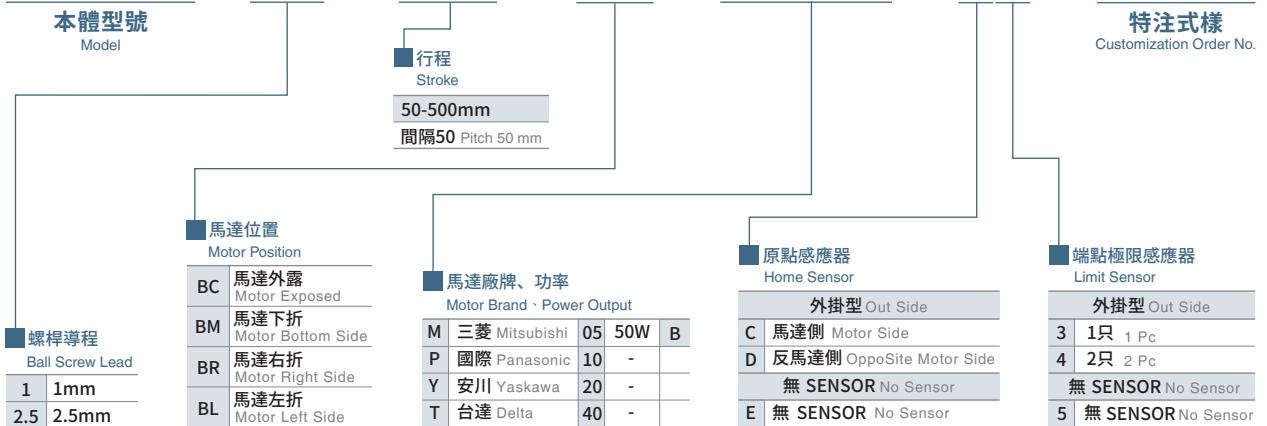 本體型號
Model
特注式樣
Customization Order No.
行程
Stroke
50-500mm
間隔50 Pitch 50 mm
馬達位置
Motor Position
BC 馬達外露
Motor Exposed
BM 馬達下折
Motor Bottom Side
BR 馬達右折
Motor Right Side
BL 馬達左折
Motor Left Side
螺桿導程
Ball Screw Lead
1 1mm
2.5 2.5mm
馬達廠牌、功率
Motor Brand、Power Output
M 三菱 Mitsubishi 05 50W B
P 國際 Panasonic 10 -
Y 安川 Yaskawa 20 -
T 台達 Delta 40 -
原點感應器
Home Sensor
外掛型 Out Side
C 馬達側 Motor Side
D 反馬達側 OppoSite Motor Side
無 SENSOR No Sensor
E 無 SENSOR No Sensor
端點極限感應器
Limit Sensor
外掛型 Out Side
3 1只 1 Pc
4 2只 2 Pc
無 SENSOR No Sensor
5 無 SENSOR No Sensor